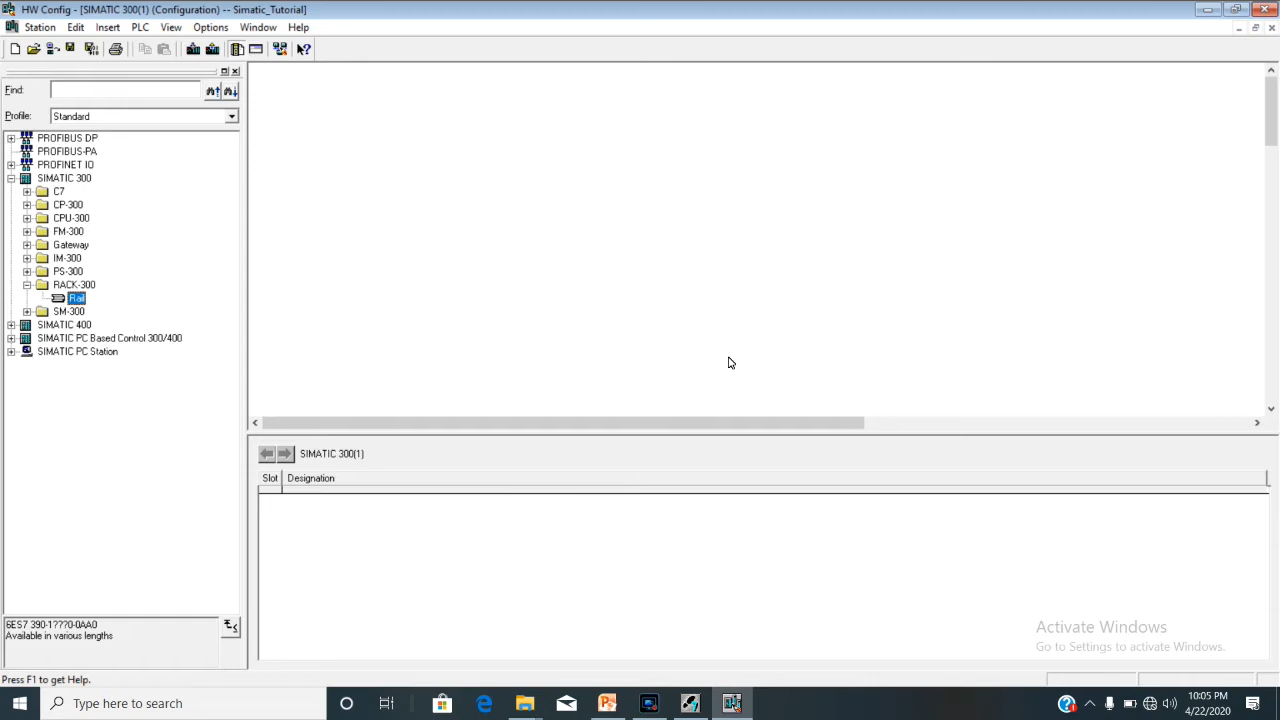 HW Config - [SIMATIC 300(1) (Configuration) -- Simatic_Tutorial]
Station Edit Insert PLC View Options Window Help
Find:
Profile: Standard
PROFIBUS DP
PROFIBUS-PA
PROFINET IO
SIMATIC 300
C7
CP-300
CPU-300
FM-300
Gateway
IM-300
PS-300
RACK-300
Rail
SM-300
SIMATIC 400
SIMATIC PC Based Control 300/400
SIMATIC PC Station
SIMATIC 300(1)
Slot Designation
6ES7 390-1???0-0AA0
Available in various lengths
Activate Windows
Go to Settings to activate Windows.
Press F1 to get Help.
Type here to search
10:05 PM
4/22/2020